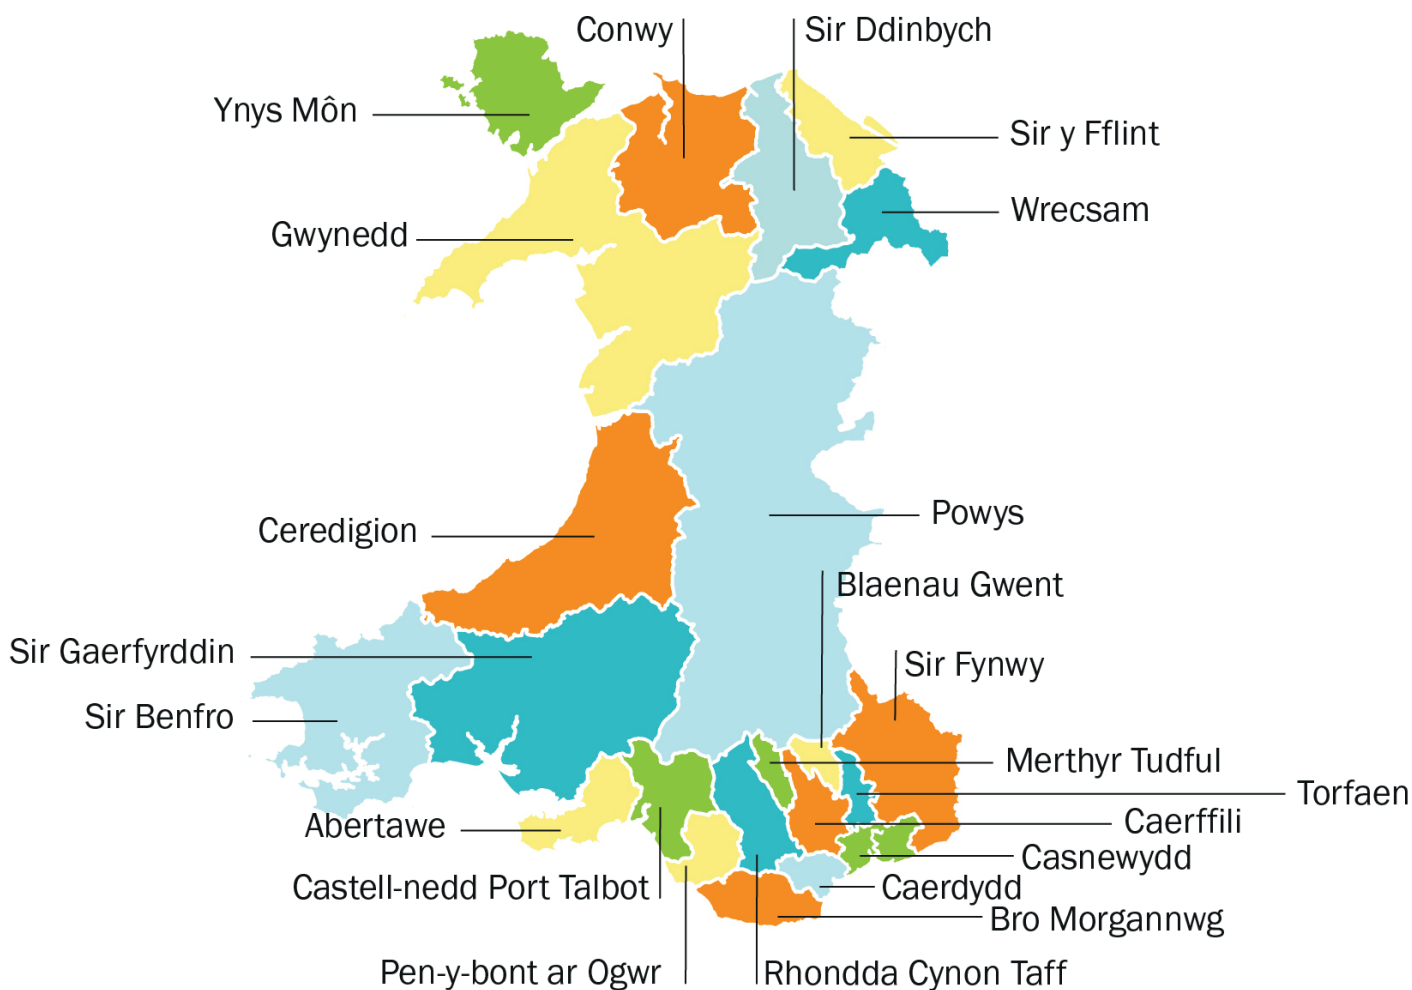 Conwy
Sir Ddinbych
Ynys Môn
Sir y Fflint
Wrecsam
Gwynedd
Powys
Ceredigion
Blaenau Gwent
Sir Gaerfyrddin
Sir Fynwy
Sir Benfro
Merthyr Tudful
Torfaen
Abertawe
Caerffili
Casnewydd
Castell-nedd Port Talbot
Caerdydd
Bro Morgannwg
Pen-y-bont ar Ogwr
Rhondda Cynon Taff